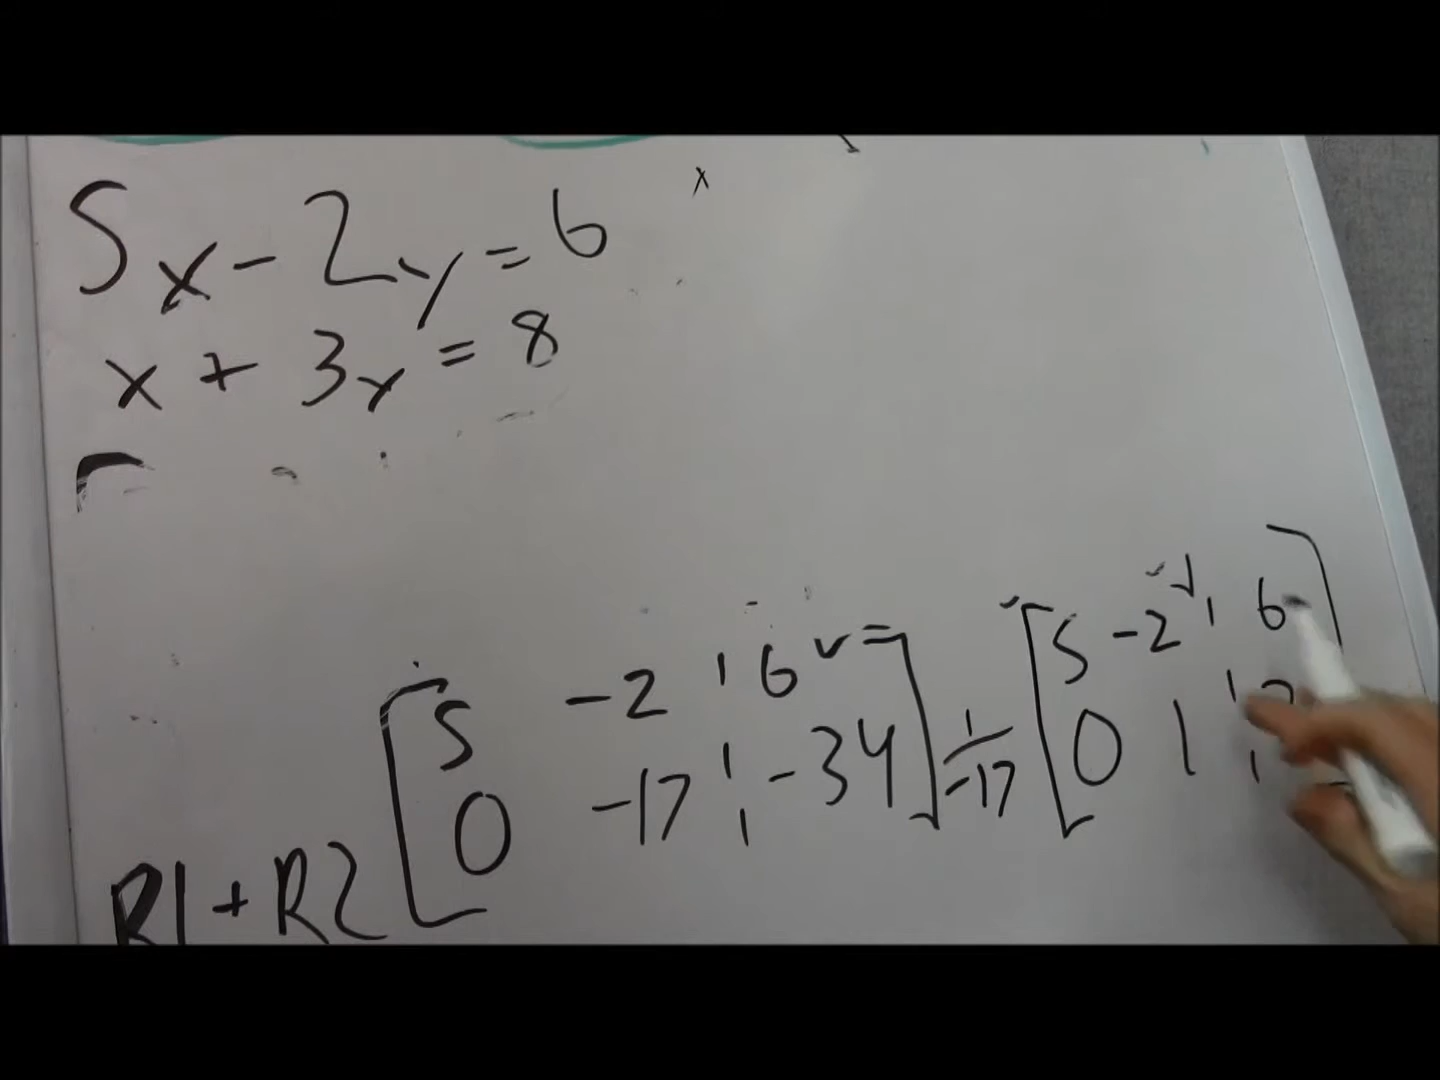 5x - 2y = 6
x + 3y = 8
x
[ 5 -2 ¦ 6 ] 1/-17 [ 5 -2 ¦ 6 ]
[ 0 -17 ¦ -34 ] [ 0 1 ¦
R1 + R2